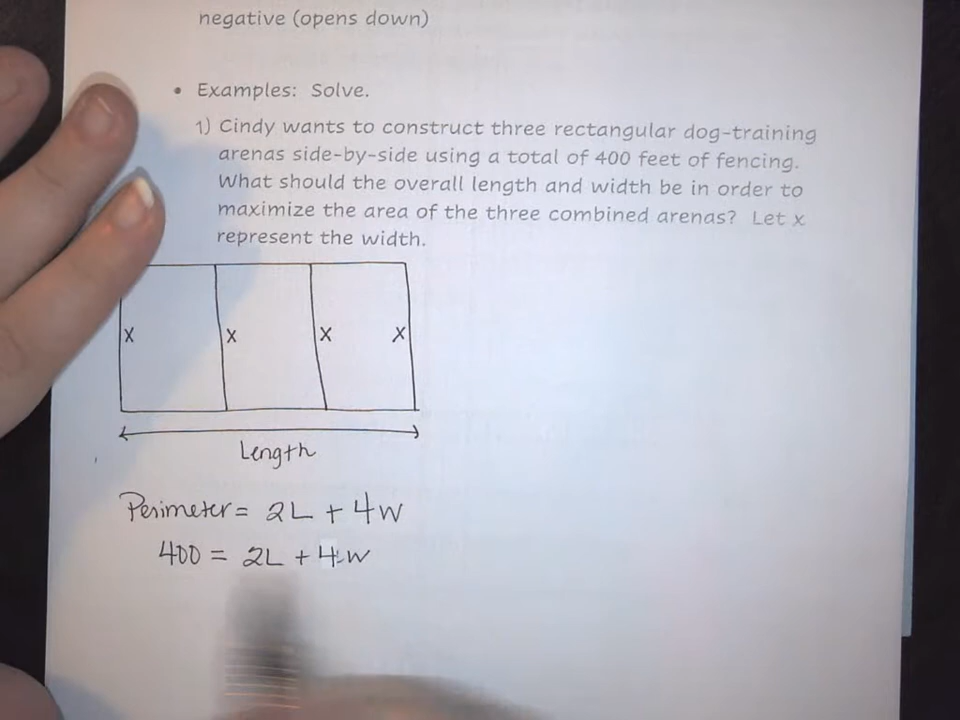 negative (opens down)
• Examples: Solve.
1) Cindy wants to construct three rectangular dog-training
arenas side-by-side using a total of 400 feet of fencing.
What should the overall length and width be in order to
maximize the area of the three combined arenas? Let x
represent the width.
x x x x
Length
Perimeter = 2L + 4W
400 = 2L + 4W